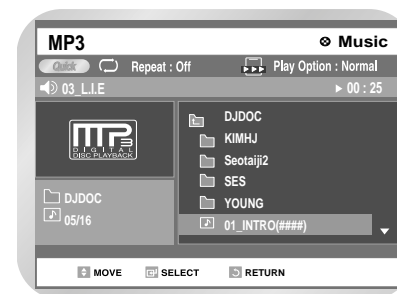 MP3 ⊗ Music
Quick Repeat : Off Play Option : Normal
03_L.I.E ► 00 : 25
DJDOC
KIMHJ
Seotaiji2
SES
YOUNG
01_INTRO(####)
MP3
DIGITAL
DISC PLAYBACK
DJDOC
05/16
MOVE SELECT RETURN